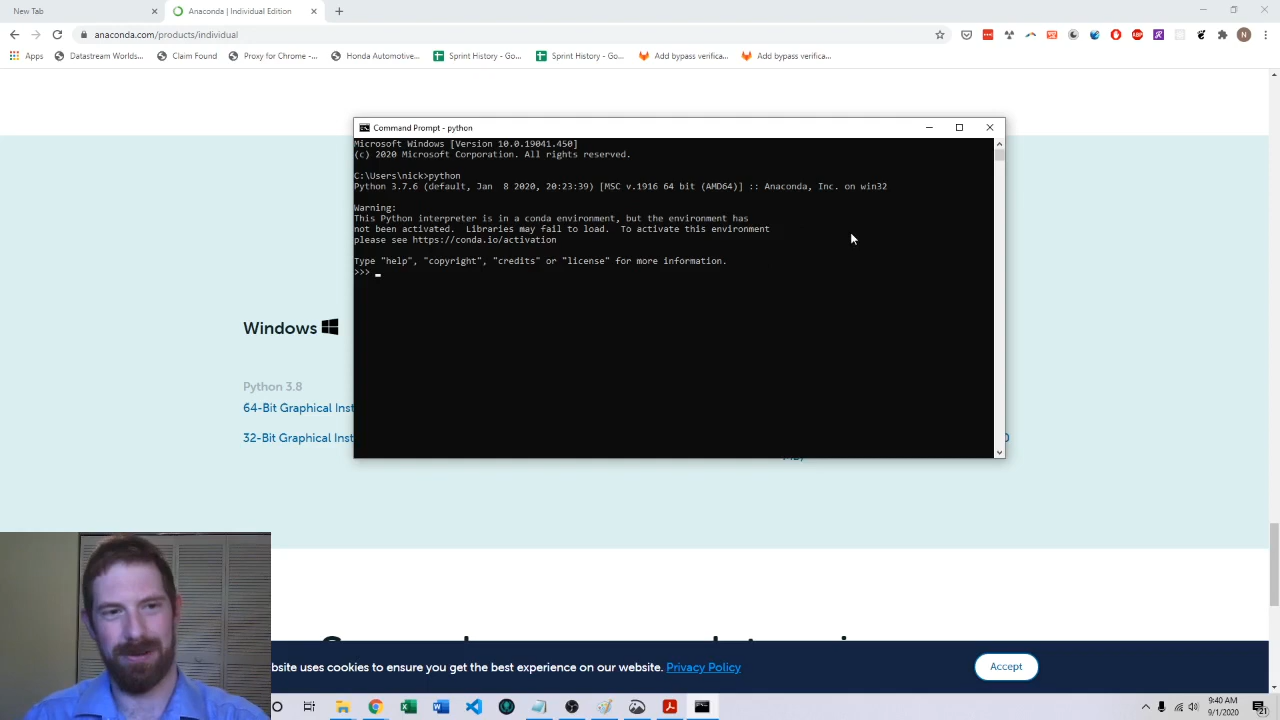 New Tab
Anaconda | Individual Edition
anaconda.com/products/individual
Apps
Datastream Worlds...
Claim Found
Proxy for Chrome -...
Honda Automotive...
Sprint History - Go...
Sprint History - Go...
Add bypass verifica...
Add bypass verifica...
N
Command Prompt - python
Microsoft Windows [Version 10.0.19041.450]
(c) 2020 Microsoft Corporation. All rights reserved.
C:\Users\nick>python
Python 3.7.6 (default, Jan  8 2020, 20:23:39) [MSC v.1916 64 bit (AMD64)] :: Anaconda, Inc. on win32
Warning:
This Python interpreter is in a conda environment, but the environment has
not been activated.  Libraries may fail to load.  To activate this environment
please see https://conda.io/activation
Type "help", "copyright", "credits" or "license" for more information.
>>>
Windows
Python 3.8
64-Bit Graphical Inst
32-Bit Graphical Inst
bsite uses cookies to ensure you get the best experience on our website. Privacy Policy
Accept
9:40 AM
9/1/2020